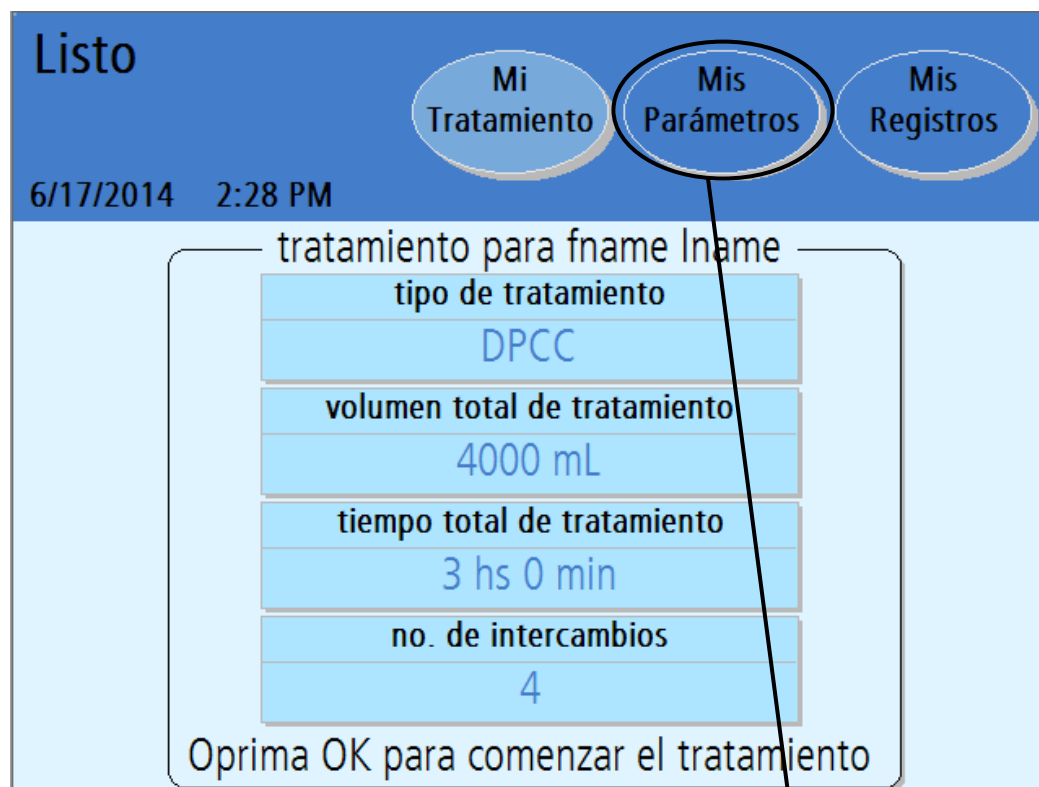 Listo
Mi
Tratamiento
Mis
Parámetros
Mis
Registros
6/17/2014 2:28 PM
tratamiento para fname lname
tipo de tratamiento
DPCC
volumen total de tratamiento
4000 mL
tiempo total de tratamiento
3 hs 0 min
no. de intercambios
4
Oprima OK para comenzar el tratamiento